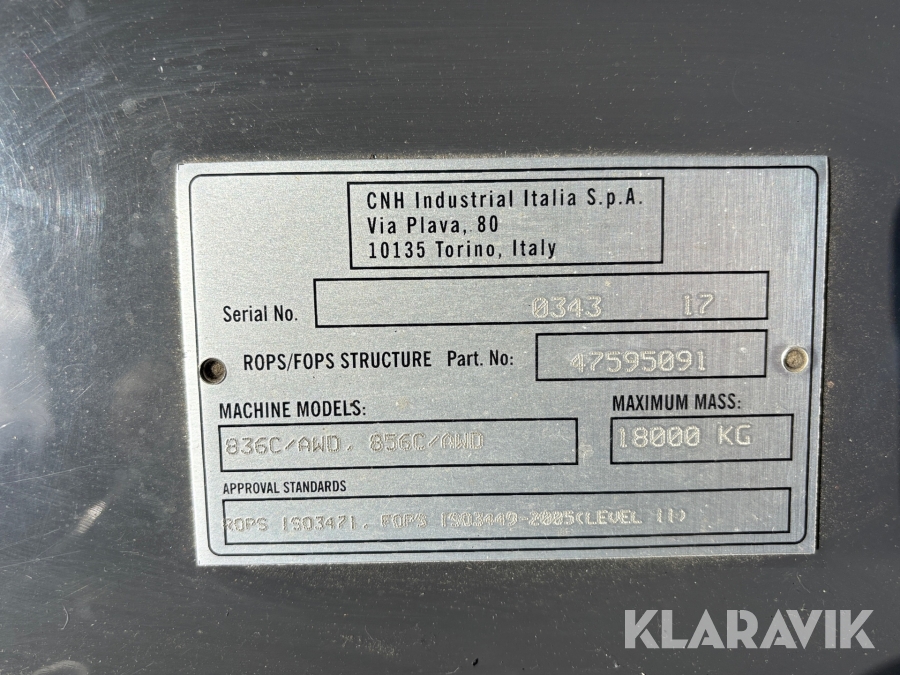 CNH Industrial Italia S.p.A.
Via Plava, 80
10135 Torino, Italy
Serial No. 0343 17
ROPS/FOPS STRUCTURE Part. No: 47595091
MACHINE MODELS: MAXIMUM MASS:
836C/AWD, 856C/AWD 18000 KG
APPROVAL STANDARDS
ROPS ISO3471, FOPS ISO3449-2005(LEVEL II)
KLARAVIK